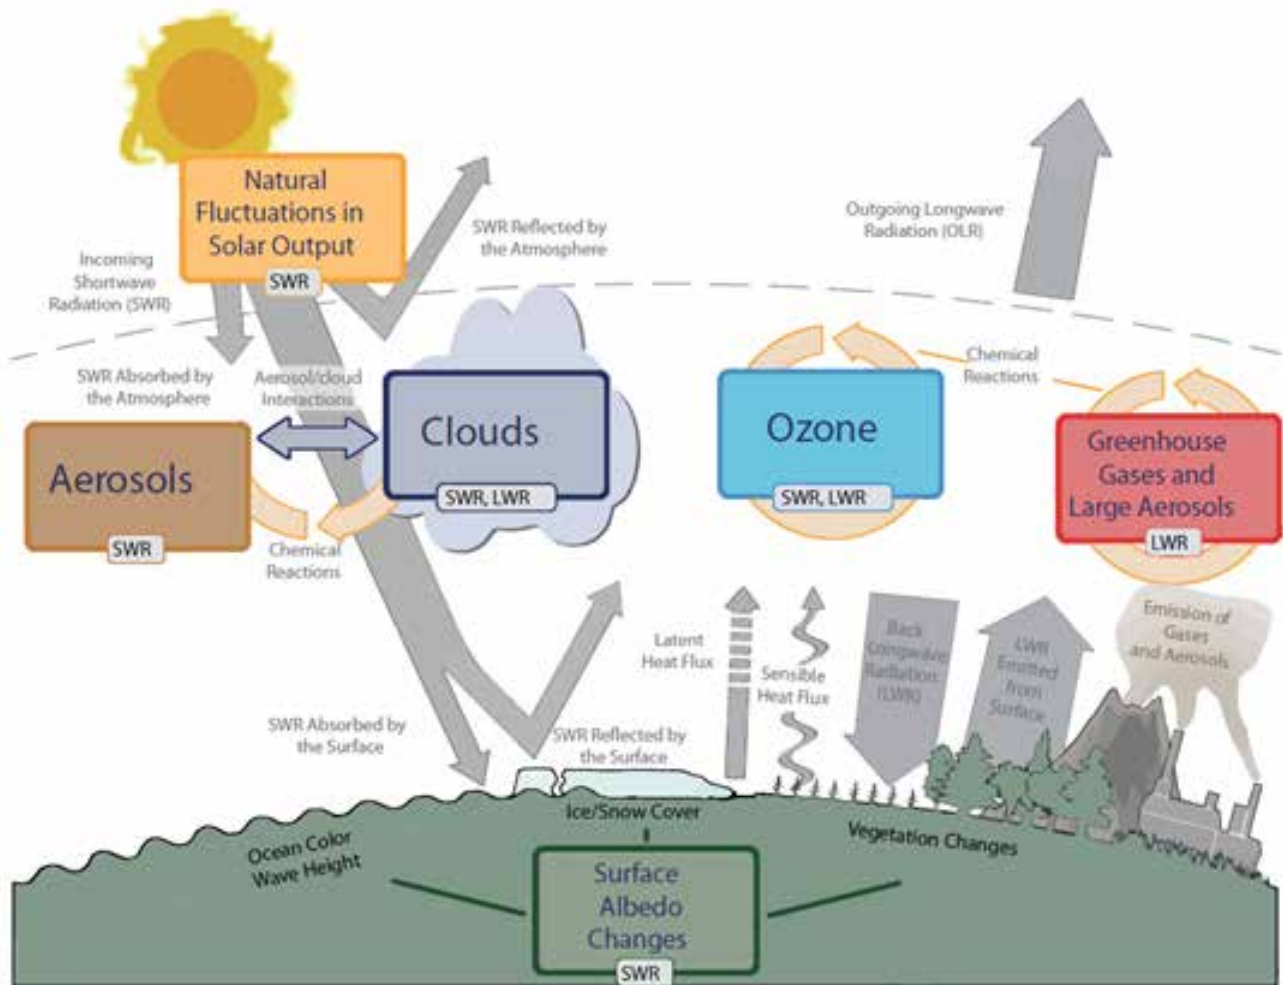 Natural
Fluctuations in
Solar Output
SWR
Incoming
Shortwave
Radiation (SWR)
SWR Reflected by
the Atmosphere
Outgoing Longwave
Radiation (OLR)
SWR Absorbed by
the Atmosphere
Aerosol/cloud
Interactions
Chemical
Reactions
Aerosols
SWR
Clouds
SWR, LWR
Ozone
SWR, LWR
Greenhouse
Gases and
Large Aerosols
LWR
Chemical
Reactions
Latent
Heat Flux
Sensible
Heat Flux
Back
Longwave
Radiation
(LWR)
LWR
Emitted
from
Surface
Emission of
Gases
and Aerosols
SWR Absorbed by
the Surface
SWR Reflected by
the Surface
Ice/Snow Cover
Ocean Color
Wave Height
Vegetation Changes
Surface
Albedo
Changes
SWR